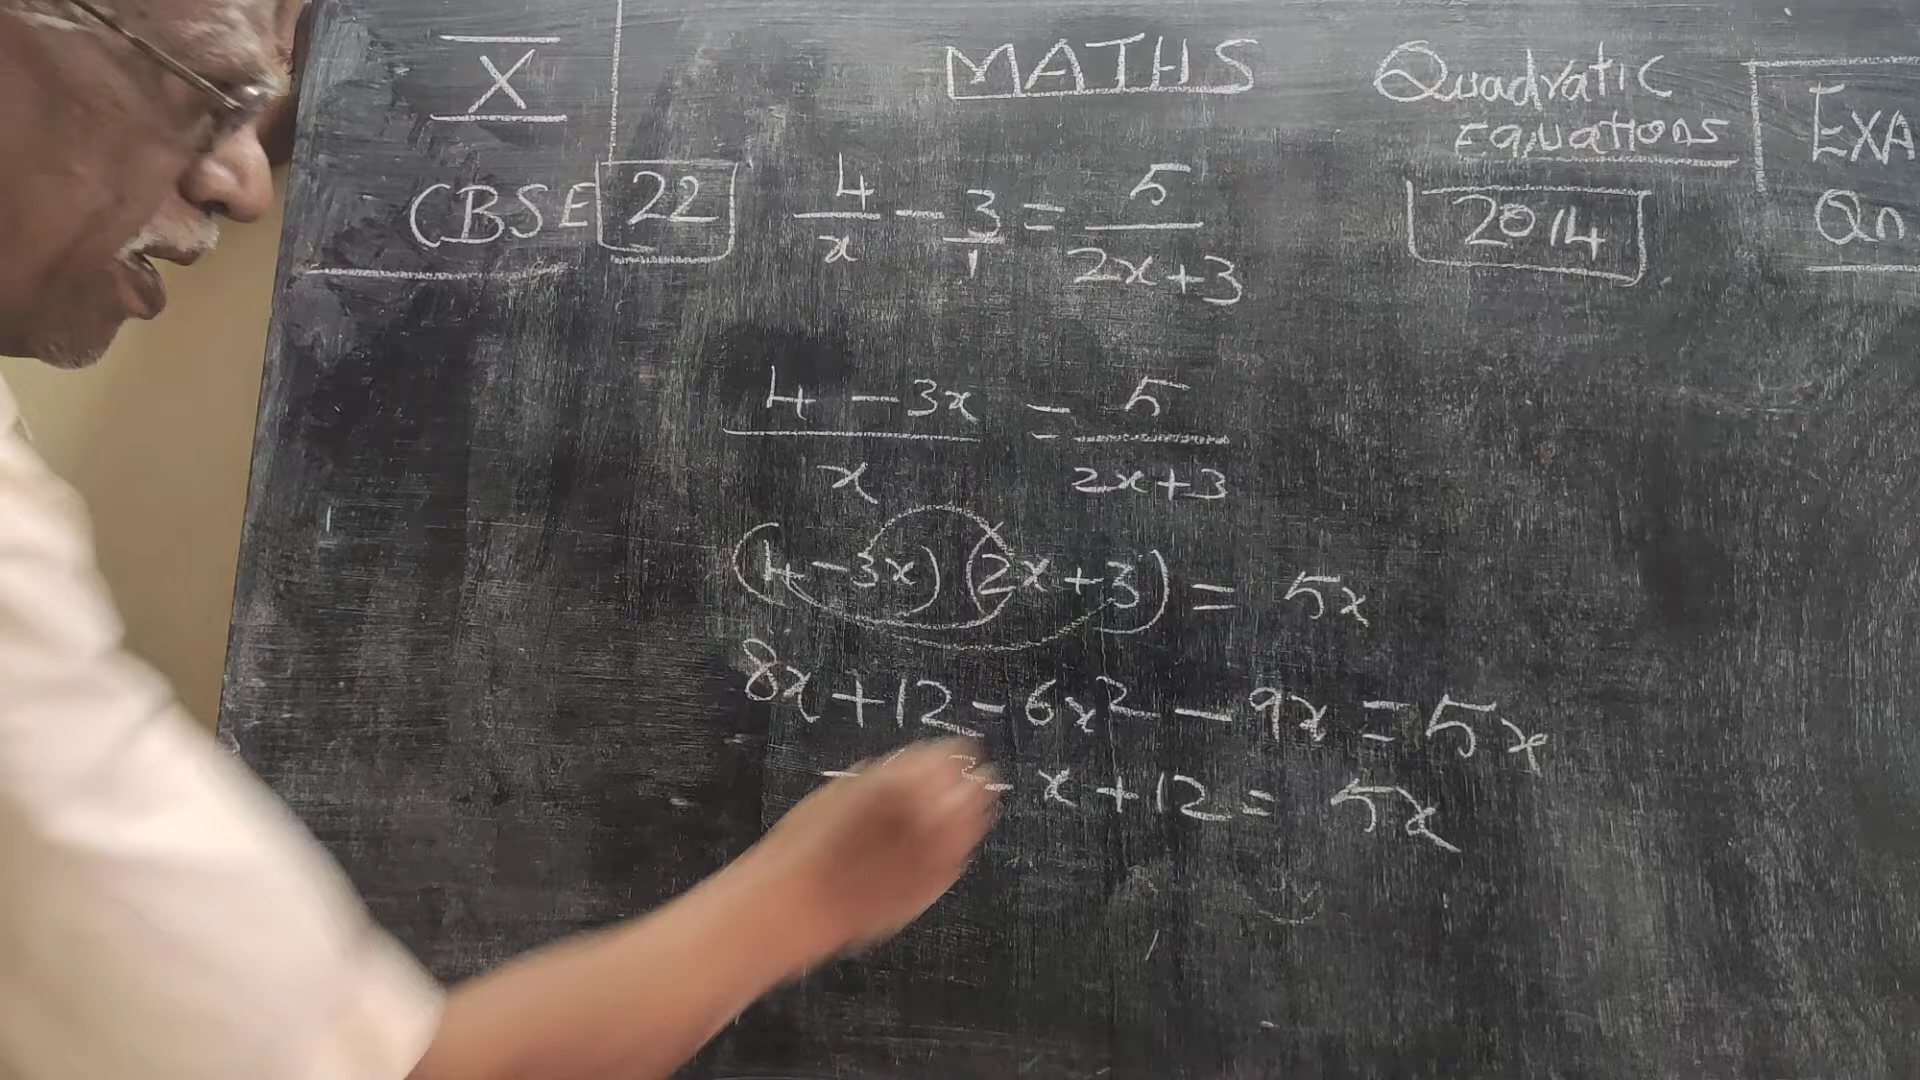 X MATHS Quadratic EXA
Equations
CBSE 22 4/x - 3/1 = 5/2x+3 2014 Qn
4 - 3x / x = 5 / 2x+3
(4-3x) (2x+3) = 5x
8x + 12 - 6x² - 9x = 5x
- x + 12 = 5x